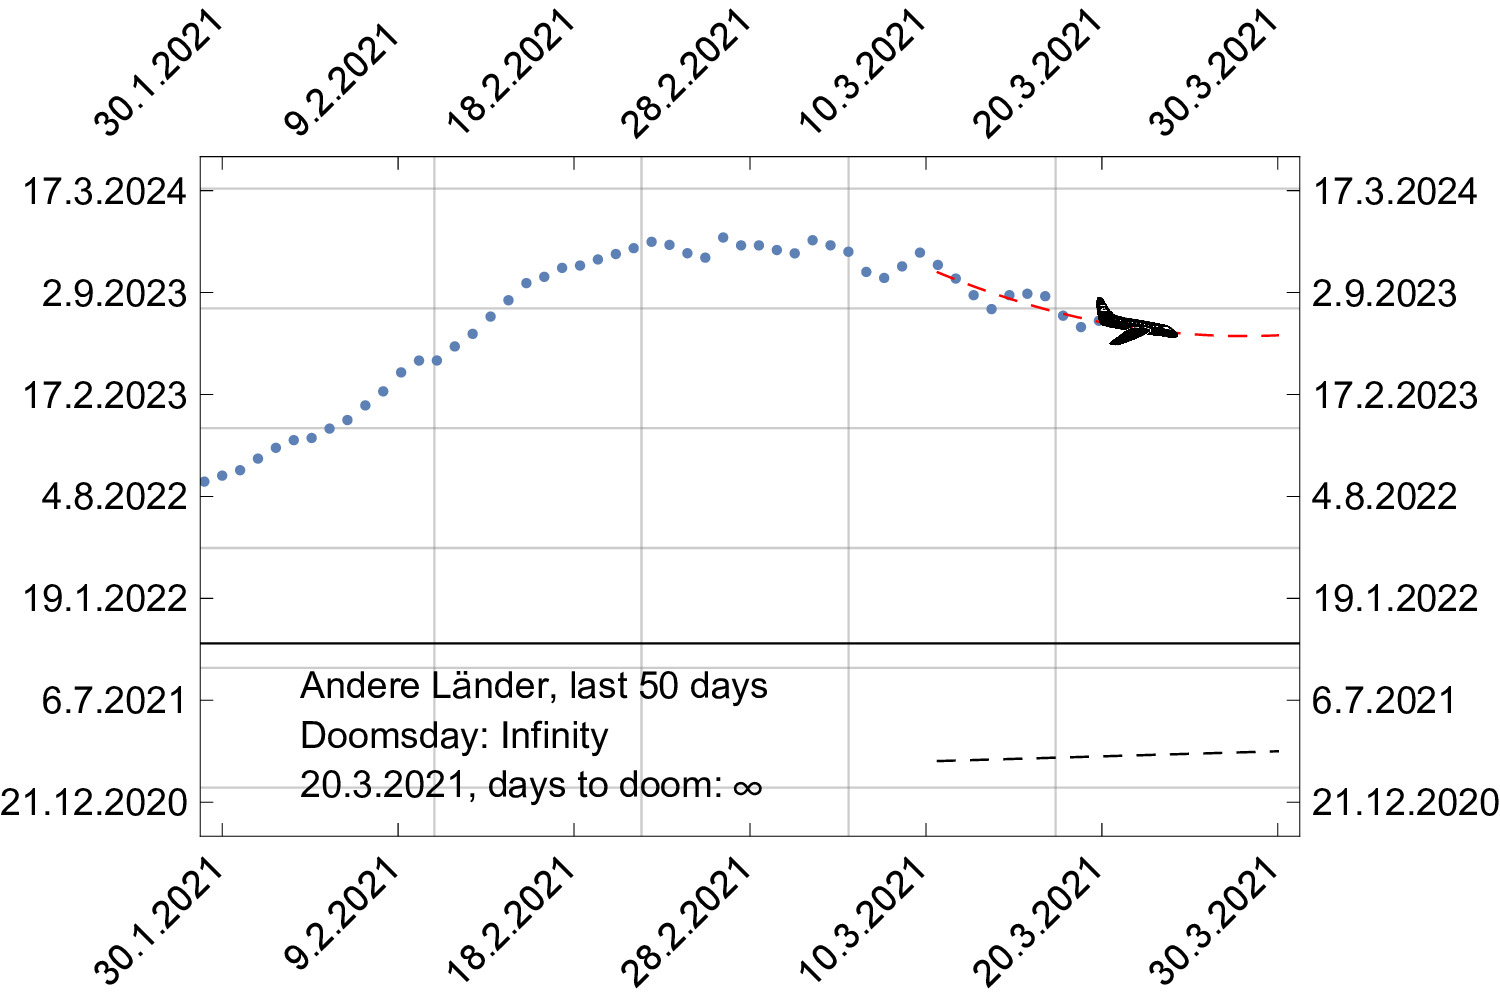 30.1.2021 9.2.2021 18.2.2021 28.2.2021 10.3.2021 20.3.2021 30.3.2021
17.3.2024 17.3.2024
2.9.2023 2.9.2023
17.2.2023 17.2.2023
4.8.2022 4.8.2022
19.1.2022 19.1.2022
Andere Länder, last 50 days
6.7.2021 6.7.2021
Doomsday: Infinity
20.3.2021, days to doom: ∞
21.12.2020 21.12.2020
30.1.2021 9.2.2021 18.2.2021 28.2.2021 10.3.2021 20.3.2021 30.3.2021